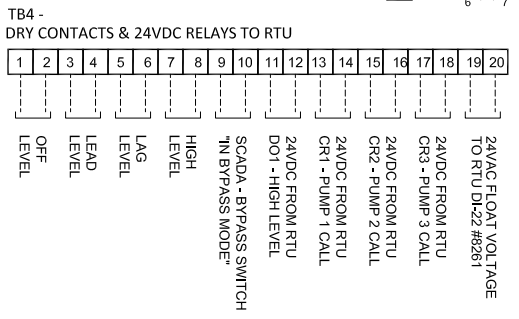 6 7
TB4 -
DRY CONTACTS & 24VDC RELAYS TO RTU
1 2 3 4 5 6 7 8 9 10 11 12 13 14 15 16 17 18 19 20
OFF
LEVEL
LEAD
LEVEL
LAG
LEVEL
HIGH
LEVEL
SCADA - BYPASS SWITCH
"IN BYPASS MODE"
24VDC FROM RTU
DO1 - HIGH LEVEL
24VDC FROM RTU
CR1 - PUMP 1 CALL
24VDC FROM RTU
CR2 - PUMP 2 CALL
24VDC FROM RTU
CR3 - PUMP 3 CALL
24VAC FLOAT VOLTAGE
TO RTU DI-22 #8261